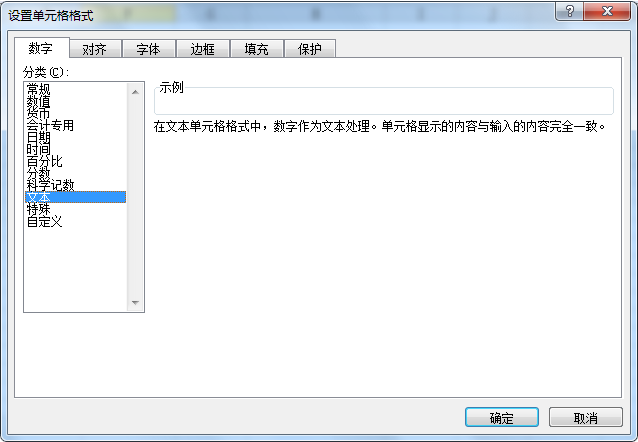 设置单元格格式
数字 对齐 字体 边框 填充 保护
分类(C):
常规
数值
货币
会计专用
日期
时间
百分比
分数
科学记数
文本
特殊
自定义
示例
在文本单元格格式中，数字作为文本处理。单元格显示的内容与输入的内容完全一致。
确定 取消